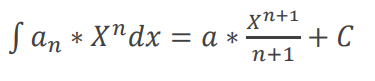 ∫ aₙ * Xⁿdx = a * xⁿ⁺¹/n+1 + C